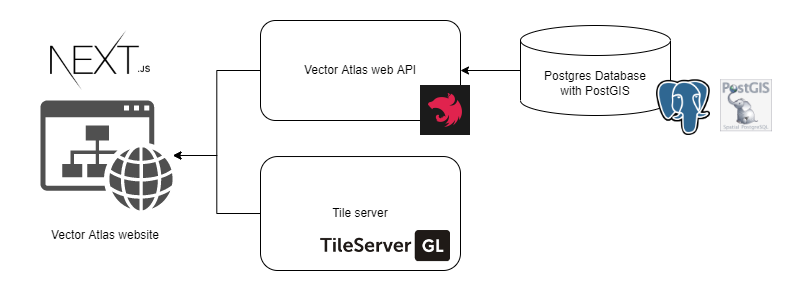 NEXT.JS
Vector Atlas website
Vector Atlas web API
Tile server
TileServer GL
Postgres Database
with PostGIS
PostGIS
Spatial PostgreSQL